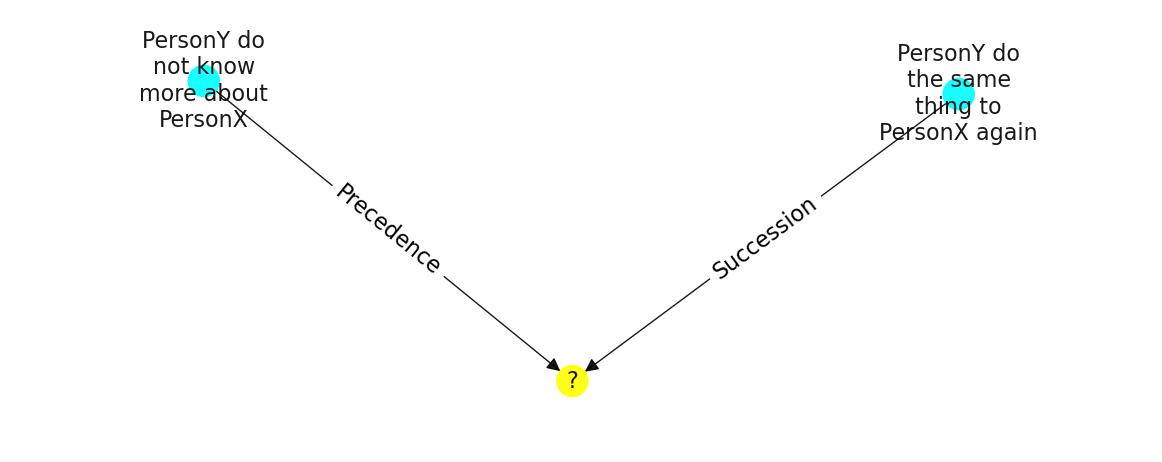 PersonY do
not know
more about
PersonX
PersonY do
the same
thing to
PersonX again
Precedence
Succession
?